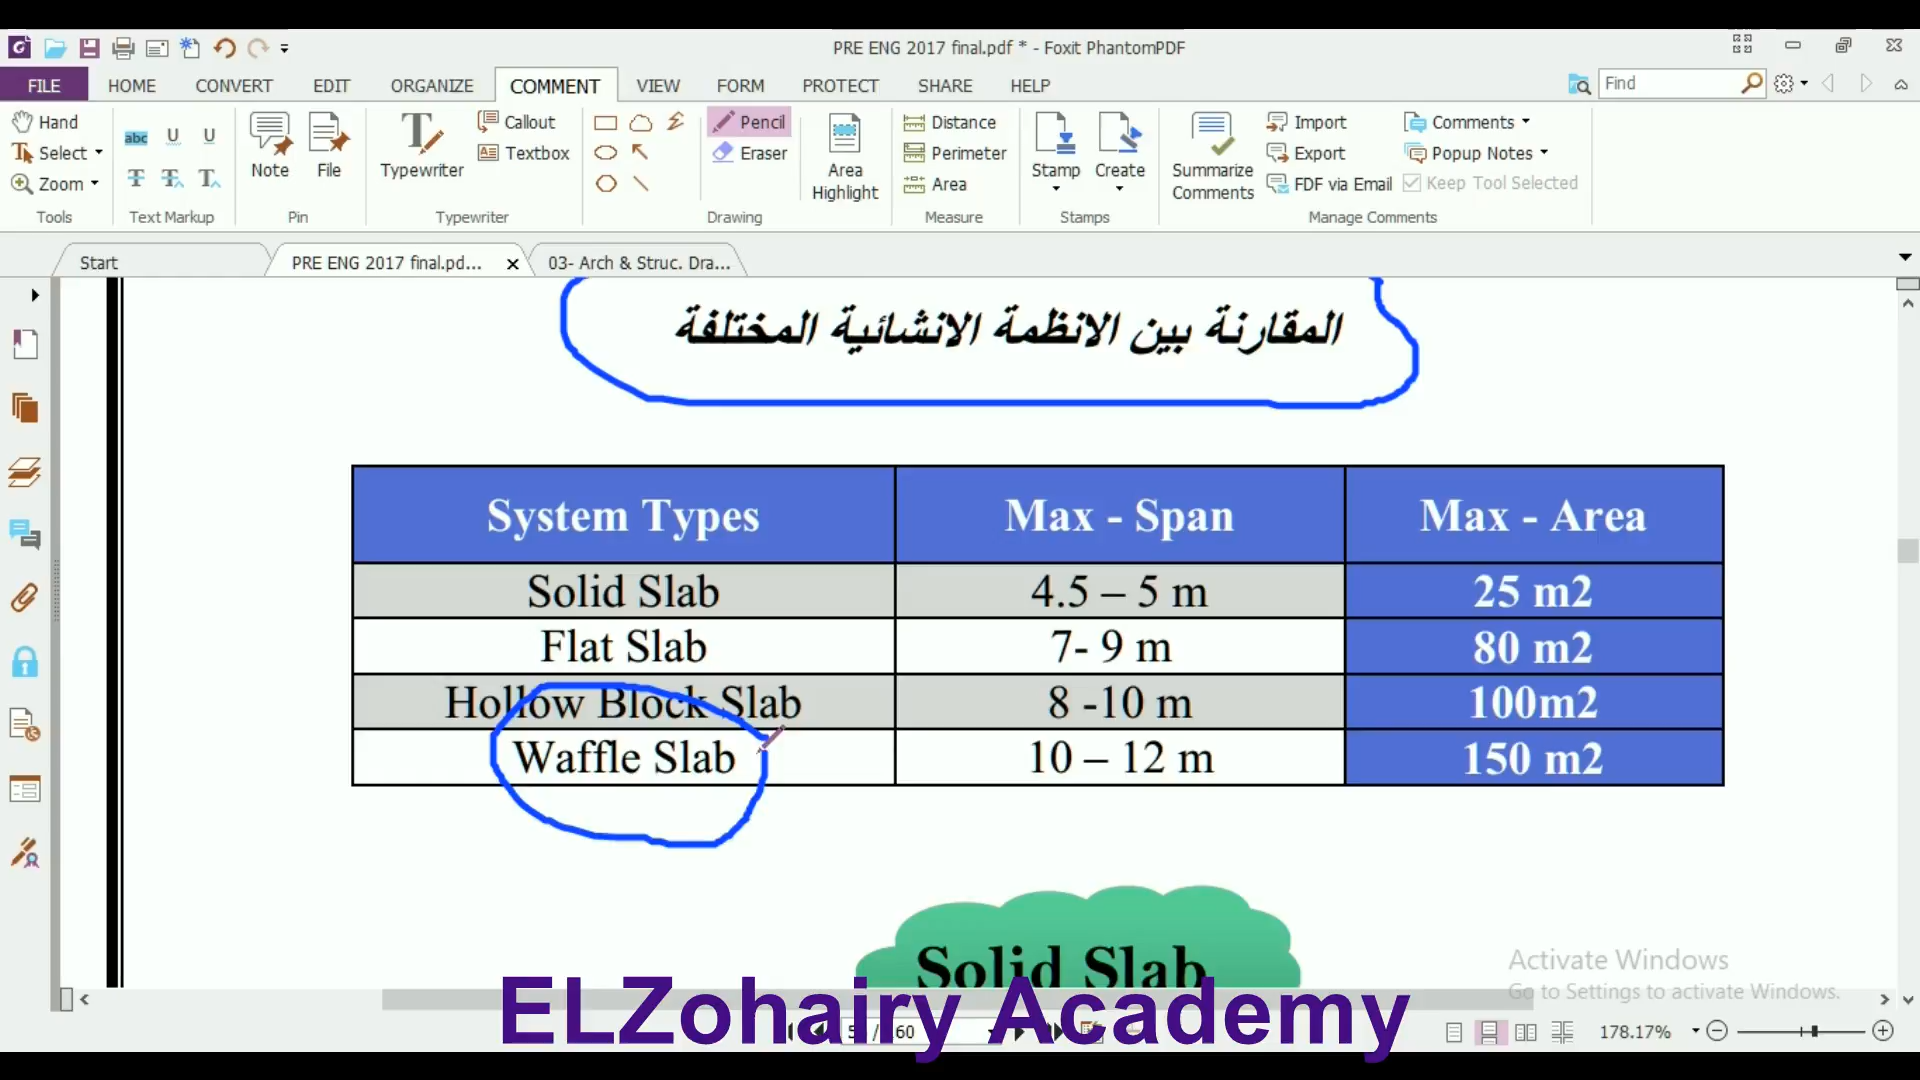 PRE ENG 2017 final.pdf * - Foxit PhantomPDF
FILE HOME CONVERT EDIT ORGANIZE COMMENT VIEW FORM PROTECT SHARE HELP Find
Hand
Select
Zoom
Tools
abc U U
T T T
Text Markup
Note File
Pin
Typewriter
Callout
Textbox
Typewriter
Pencil
Eraser
Area Highlight
Drawing
Distance
Perimeter
Area
Measure
Stamp Create
Stamps
Summarize Comments
Import
Export
FDF via Email
Comments
Popup Notes
Keep Tool Selected
Manage Comments
Start PRE ENG 2017 final.pd... 03- Arch & Struc. Dra...
المقارنة بين الانظمة الانشائية المختلفة
System Types Max - Span Max - Area
Solid Slab 4.5 – 5 m 25 m2
Flat Slab 7- 9 m 80 m2
Hollow Block Slab 8 -10 m 100m2
Waffle Slab 10 – 12 m 150 m2
Solid Slab
Activate Windows
Go to Settings to activate Windows.
ELZohairy Academy
178.17%